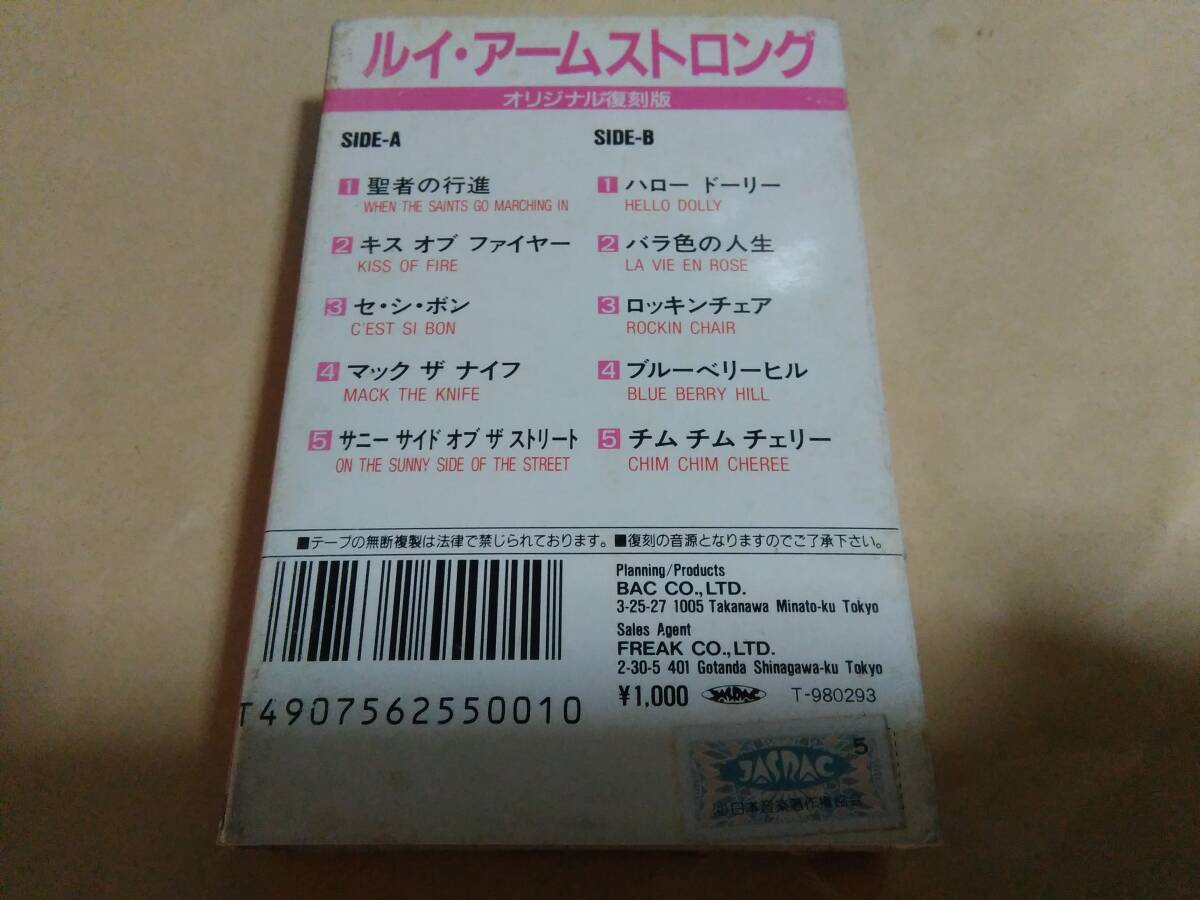 ルイ・アームストロング
オリジナル復刻版
SIDE-A
1 聖者の行進
WHEN THE SAINTS GO MARCHING IN
2 キス オブ ファイヤー
KISS OF FIRE
3 セ・シ・ボン
C'EST SI BON
4 マック ザ ナイフ
MACK THE KNIFE
5 サニー サイド オブ ザ ストリート
ON THE SUNNY SIDE OF THE STREET
SIDE-B
1 ハロー ドーリー
HELLO DOLLY
2 バラ色の人生
LA VIE EN ROSE
3 ロッキンチェア
ROCKIN CHAIR
4 ブルーベリーヒル
BLUE BERRY HILL
5 チム チム チェリー
CHIM CHIM CHEREE
■テープの無断複製は法律で禁じられております。■復刻の音源となりますのでご了承下さい。
T4907562550010
Planning/Products
BAC CO.,LTD.
3-25-27 1005 Takanawa Minato-ku Tokyo
Sales Agent
FREAK CO.,LTD.
2-30-5 401 Gotanda Shinagawa-ku Tokyo
¥1,000 JASRAC T-980293
5
JASRAC
日本音楽著作権協会